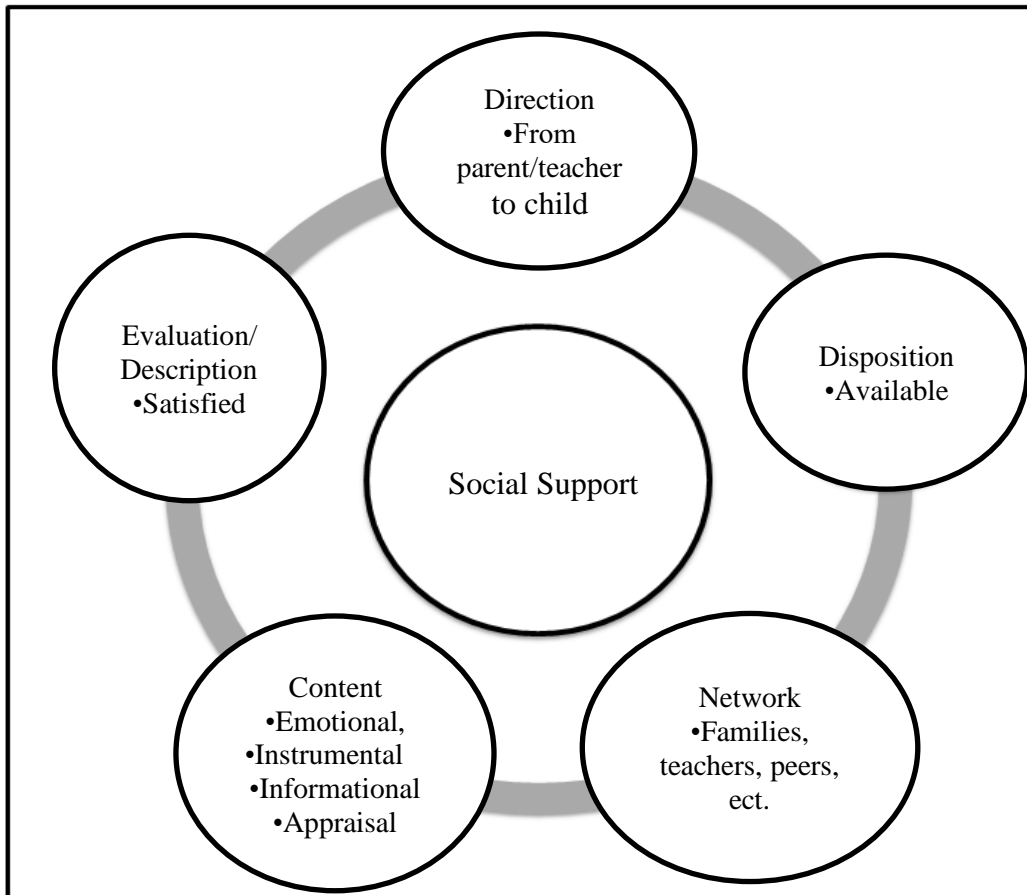 Direction
•From
parent/teacher
to child
Evaluation/
Description
•Satisfied
Disposition
•Available
Social Support
Content
•Emotional,
•Instrumental
•Informational
•Appraisal
Network
•Families,
teachers, peers,
ect.